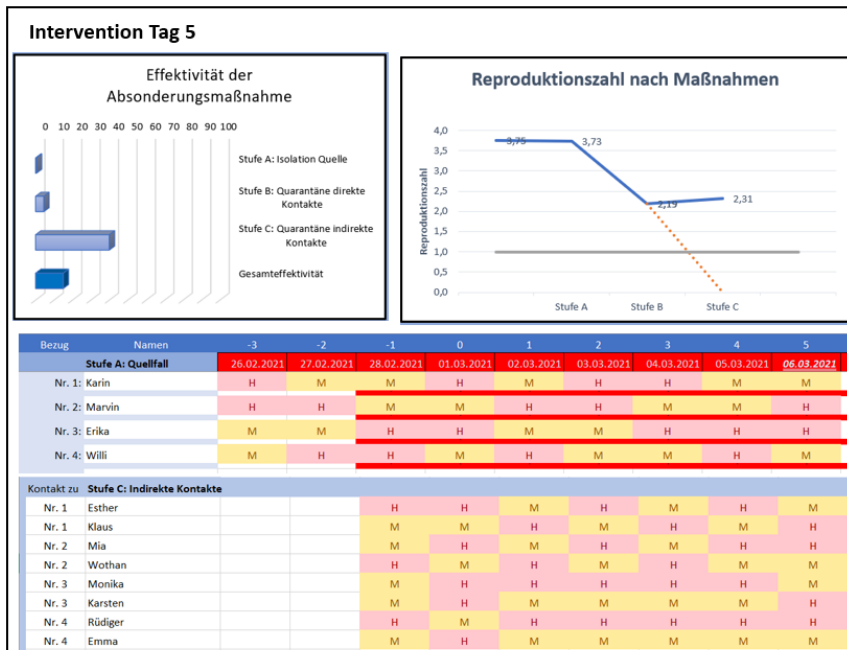 Intervention Tag 5
Effektivität der
Absonderungsmaßnahme
0 10 20 30 40 50 60 70 80 90 100
Stufe A: Isolation Quelle
Stufe B: Quarantäne direkte
Kontakte
Stufe C: Quarantäne indirekte
Kontakte
Gesamteffektivität
Reproduktionszahl nach Maßnahmen
Reproduktionszahl
4,0
3,5
3,0
2,5
2,0
1,5
1,0
0,5
0,0
3,75
3,73
2,19
2,31
Stufe A Stufe B Stufe C
Bezug Namen -3 -2 -1 0 1 2 3 4 5
Stufe A: Quellfall 26.02.2021 27.02.2021 28.02.2021 01.03.2021 02.03.2021 03.03.2021 04.03.2021 05.03.2021 06.03.2021
Nr. 1: Karin H M M H M H H M M
Nr. 2: Marvin H H M M H H M M H
Nr. 3: Erika M M H H M M H H H
Nr. 4: Willi M H H M H M M H M
Kontakt zu Stufe C: Indirekte Kontakte
Nr. 1 Esther H H M H M H M
Nr. 1 Klaus M M H M H M H
Nr. 2 Mia M H M H M H H
Nr. 2 Wothan H M H M H M M
Nr. 3 Monika M H H H H H M
Nr. 3 Karsten M H M M M M H
Nr. 4 Rüdiger H M H H H H H
Nr. 4 Emma M H M M M M M